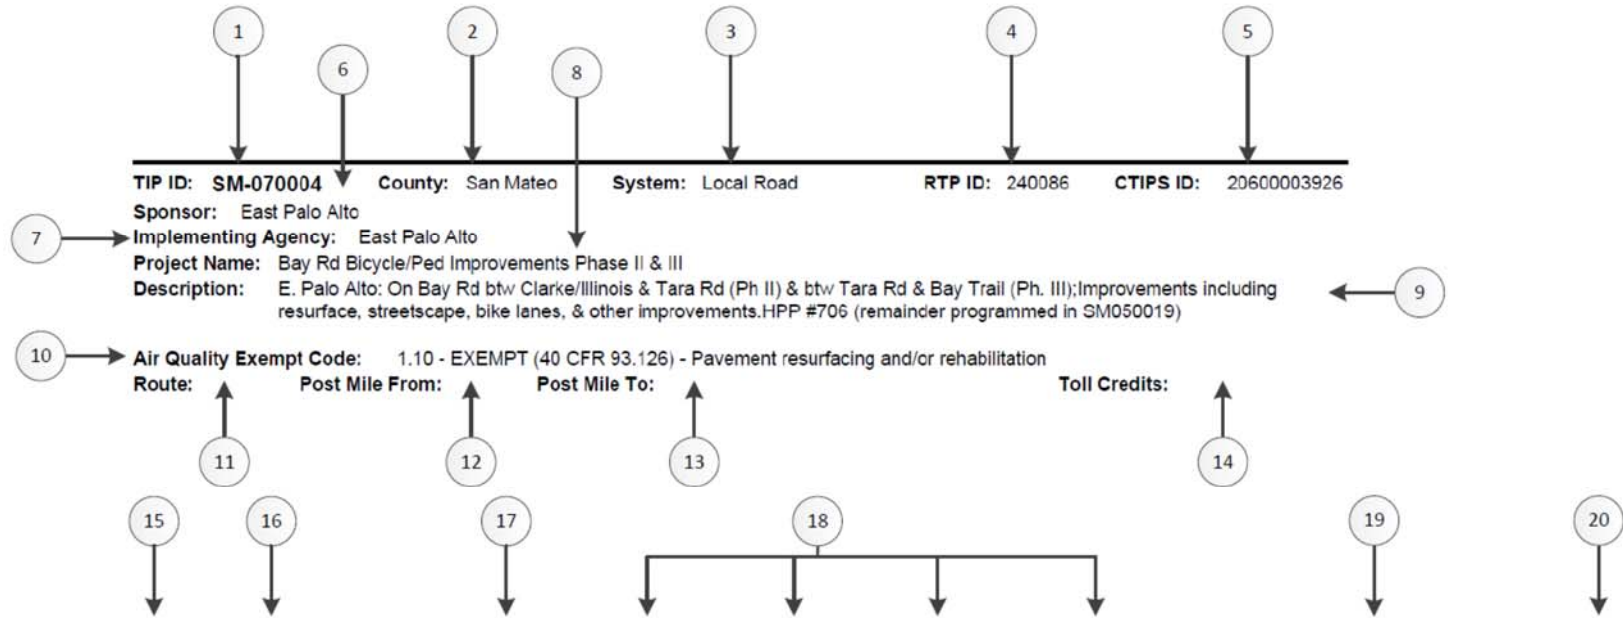 1 2 3 4 5
6 8
TIP ID: SM-070004 County: San Mateo System: Local Road RTP ID: 240086 CTIPS ID: 20600003926
Sponsor: East Palo Alto
7 Implementing Agency: East Palo Alto
Project Name: Bay Rd Bicycle/Ped Improvements Phase II & III
Description: E. Palo Alto: On Bay Rd btw Clarke/Illinois & Tara Rd (Ph II) & btw Tara Rd & Bay Trail (Ph. III);Improvements including 9
resurface, streetscape, bike lanes, & other improvements.HPP #706 (remainder programmed in SM050019)
10 Air Quality Exempt Code: 1.10 - EXEMPT (40 CFR 93.126) - Pavement resurfacing and/or rehabilitation
Route: Post Mile From: Post Mile To: Toll Credits:
11 12 13 14
15 16 17 18 19 20